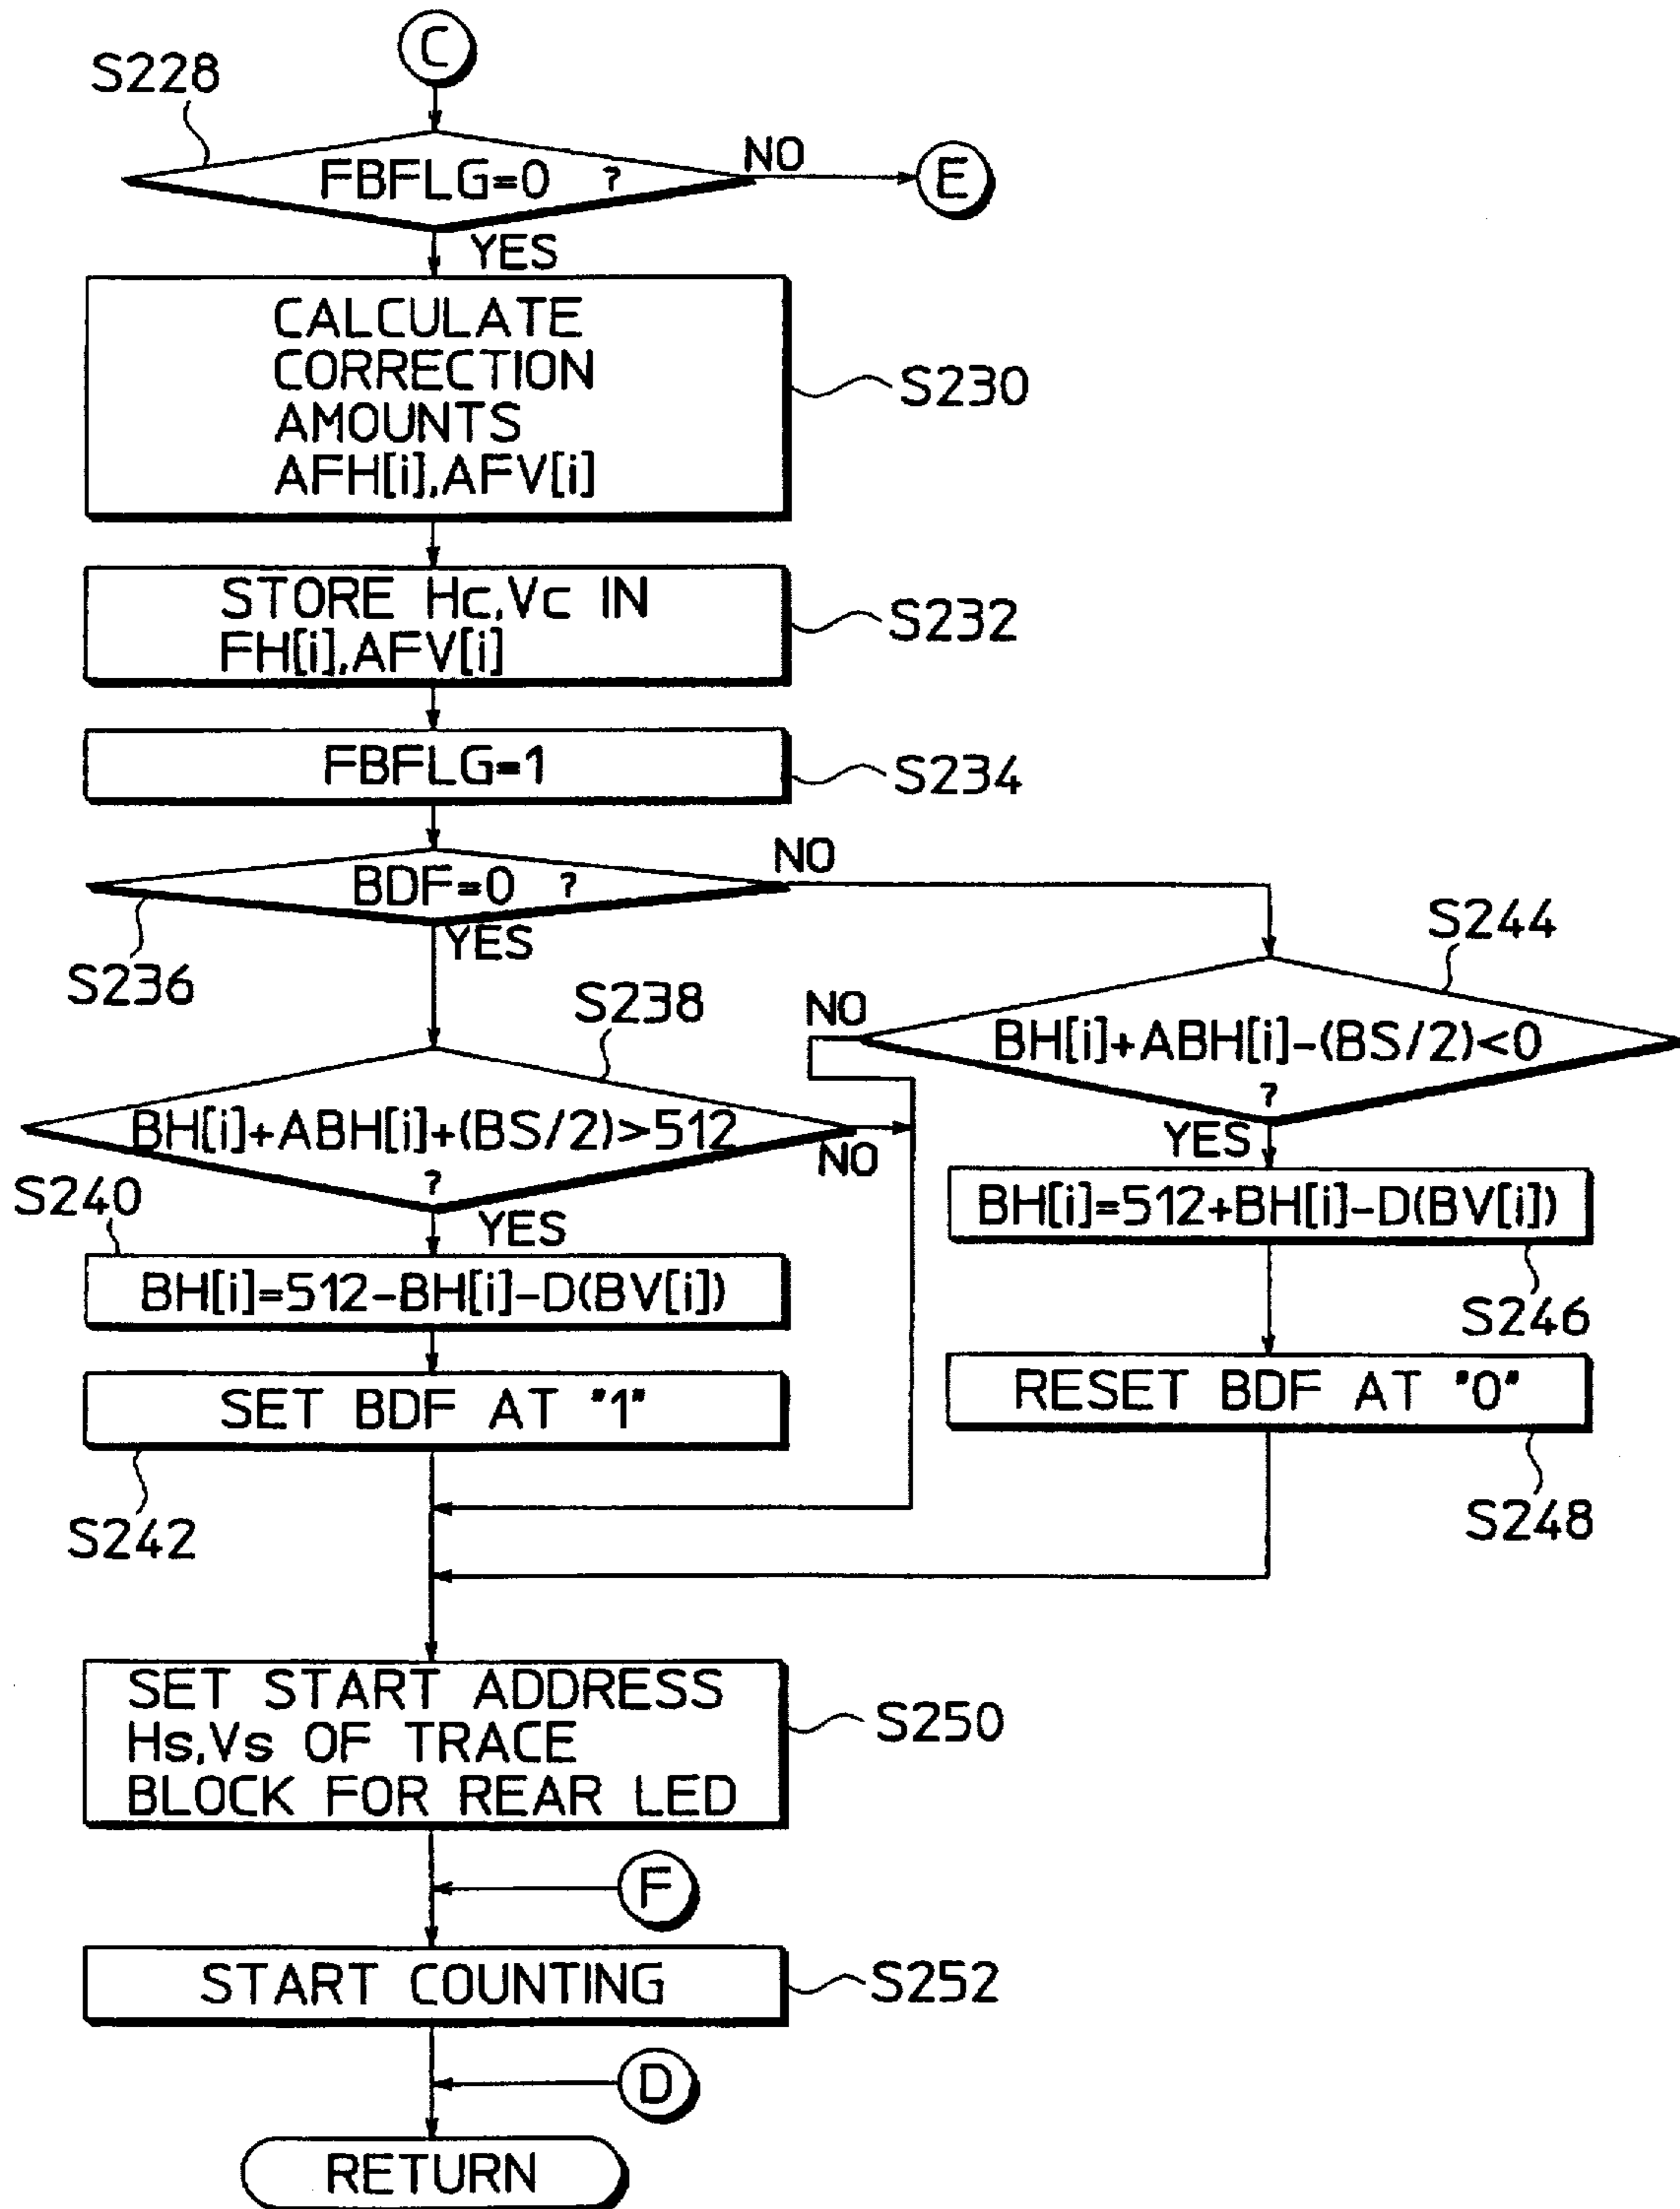 C
S228
FBFLG=0 ?
NO
E
YES
CALCULATE
CORRECTION
AMOUNTS
AFH[i],AFV[i]
S230
STORE Hc,Vc IN
FH[i],AFV[i]
S232
FBFLG=1
S234
BDF=0 ?
NO
YES
S236
S244
NO
BH[i]+ABH[i]-(BS/2)<0
?
YES
S238
BH[i]+ABH[i]+(BS/2)>512
?
NO
YES
S240
BH[i]=512-BH[i]-D(BV[i])
BH[i]=512+BH[i]-D(BV[i])
S246
SET BDF AT "1"
S242
RESET BDF AT "0"
S248
SET START ADDRESS
Hs,Vs OF TRACE
BLOCK FOR REAR LED
S250
F
START COUNTING
S252
D
RETURN